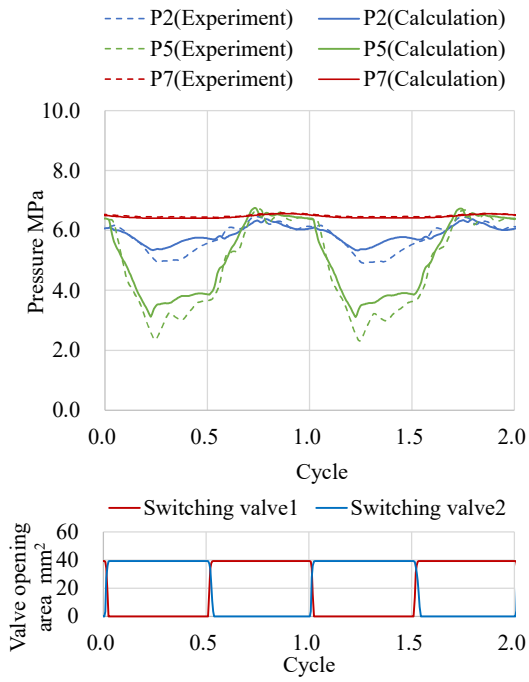 P2(Experiment) P2(Calculation)
P5(Experiment) P5(Calculation)
P7(Experiment) P7(Calculation)
10.0
8.0
6.0
4.0
2.0
0.0
Pressure MPa
0.0 0.5 1.0 1.5 2.0
Cycle
Switching valve1 Switching valve2
60
40
20
0
Valve opening
area mm²
0.0 0.5 1.0 1.5 2.0
Cycle